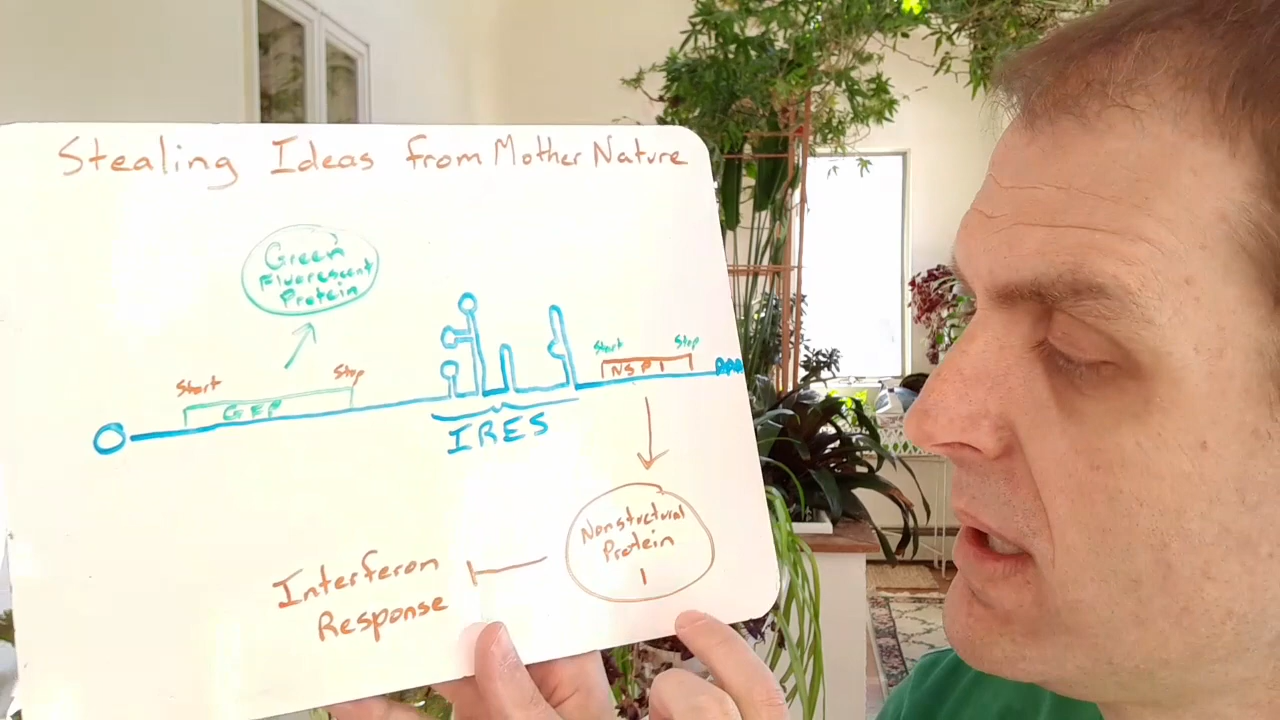 Stealing Ideas from Mother Nature
Green
Fluorescent
Protein
Start
Stop
GFP
IRES
Start
Stop
NSP1
AAA
Nonstructural
Protein
1
Interferon
Response